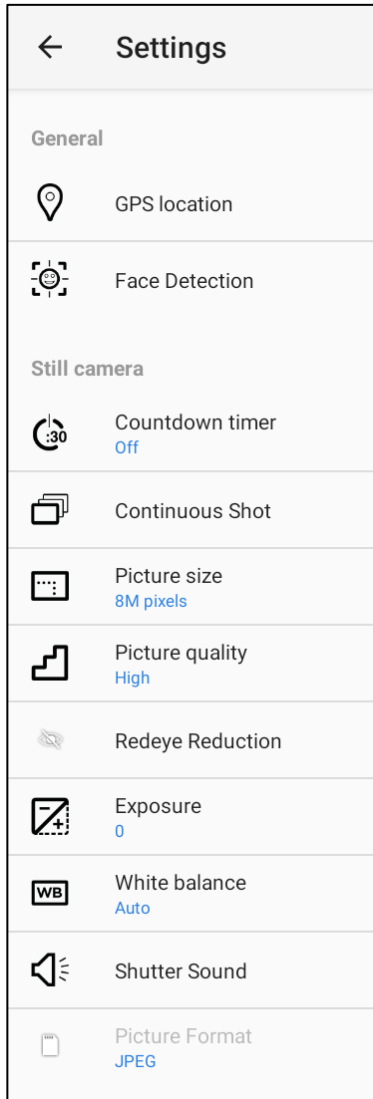 Settings
General
GPS location
Face Detection
Still camera
:30
Countdown timer
Off
Continuous Shot
Picture size
8M pixels
Picture quality
High
Redeye Reduction
Exposure
0
WB
White balance
Auto
Shutter Sound
Picture Format
JPEG